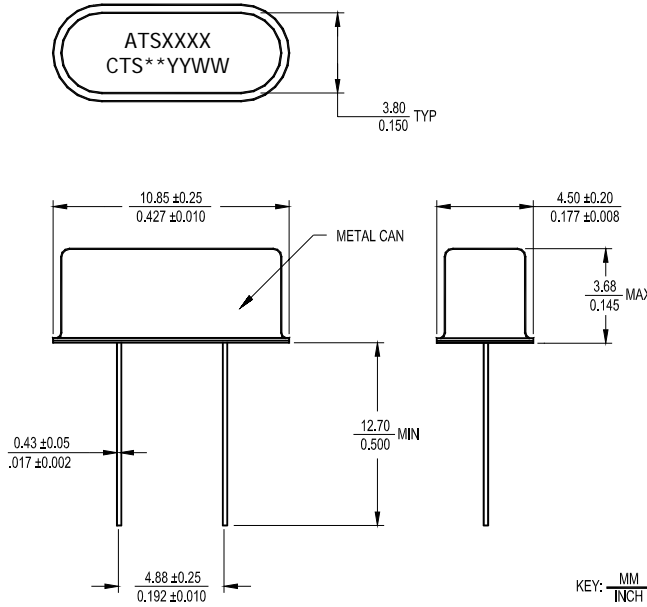 ATSXXXX
CTS**YYWW
3.80
0.150
TYP
10.85 ±0.25
0.427 ±0.010
4.50 ±0.20
0.177 ±0.008
METAL CAN
3.68
0.145
MAX
12.70
0.500
MIN
0.43 ±0.05
.017 ±0.002
4.88 ±0.25
0.192 ±0.010
KEY: MM
INCH